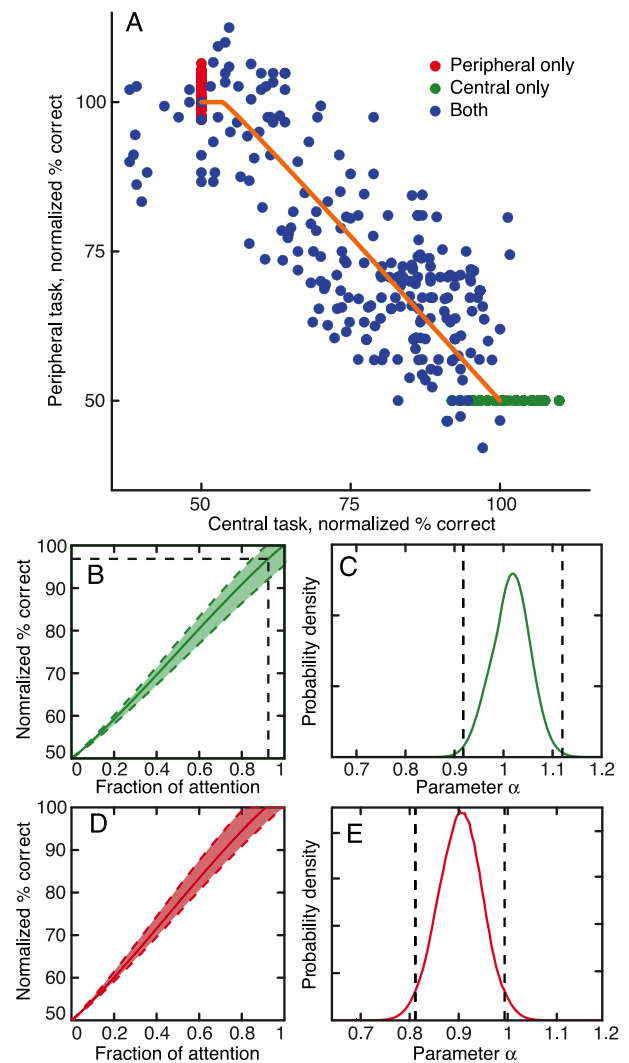 A
Peripheral only
Central only
Both
Peripheral task, normalized % correct
100
75
50
50 75 100
Central task, normalized % correct
B
Nomralized % correct
100
90
80
70
60
50
0 0.2 0.4 0.6 0.8 1
Fraction of attention
C
Probability density
0.7 0.8 0.9 1 1.1 1.2
Parameter α
D
Normalized % correct
100
90
80
70
60
50
0 0.2 0.4 0.6 0.8 1
Fraction of attention
E
Probability density
0.7 0.8 0.9 1 1.1 1.2
Parameter α